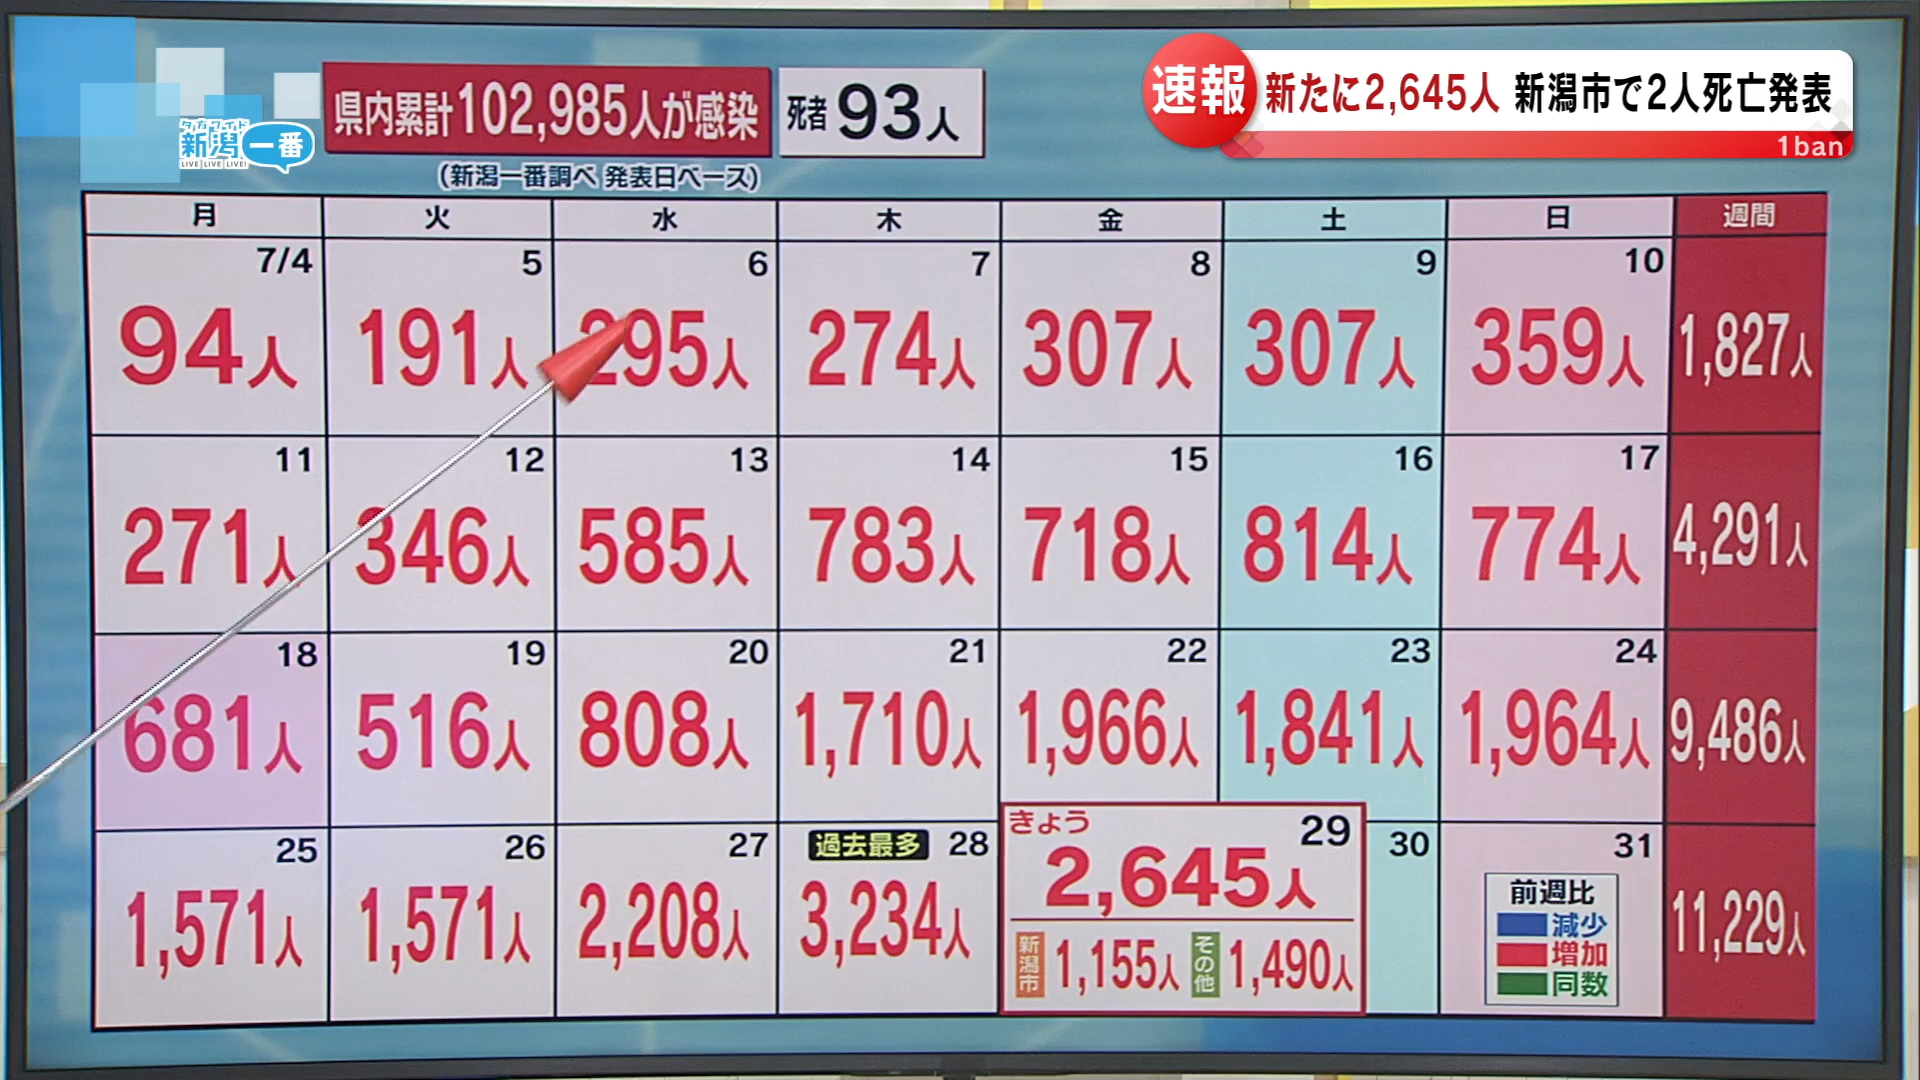 夕方ワイド
新潟一番
LIVE LIVE LIVE!
県内累計102,985人が感染
死者93人
(新潟一番調べ 発表日ベース)
速報
新たに2,645人 新潟市で2人死亡発表
1ban
月 火 水 木 金 土 日 週間
7/4 5 6 7 8 9 10
94人 191人 295人 274人 307人 307人 359人 1,827人
11 12 13 14 15 16 17
271人 346人 585人 783人 718人 814人 774人 4,291人
18 19 20 21 22 23 24
681人 516人 808人 1,710人 1,966人 1,841人 1,964人 9,486人
25 26 27 過去最多 28 きょう 29 30 31
1,571人 1,571人 2,208人 3,234人 2,645人 11,229人
新潟市 1,155人 その他 1,490人
前週比
減少
増加
同数